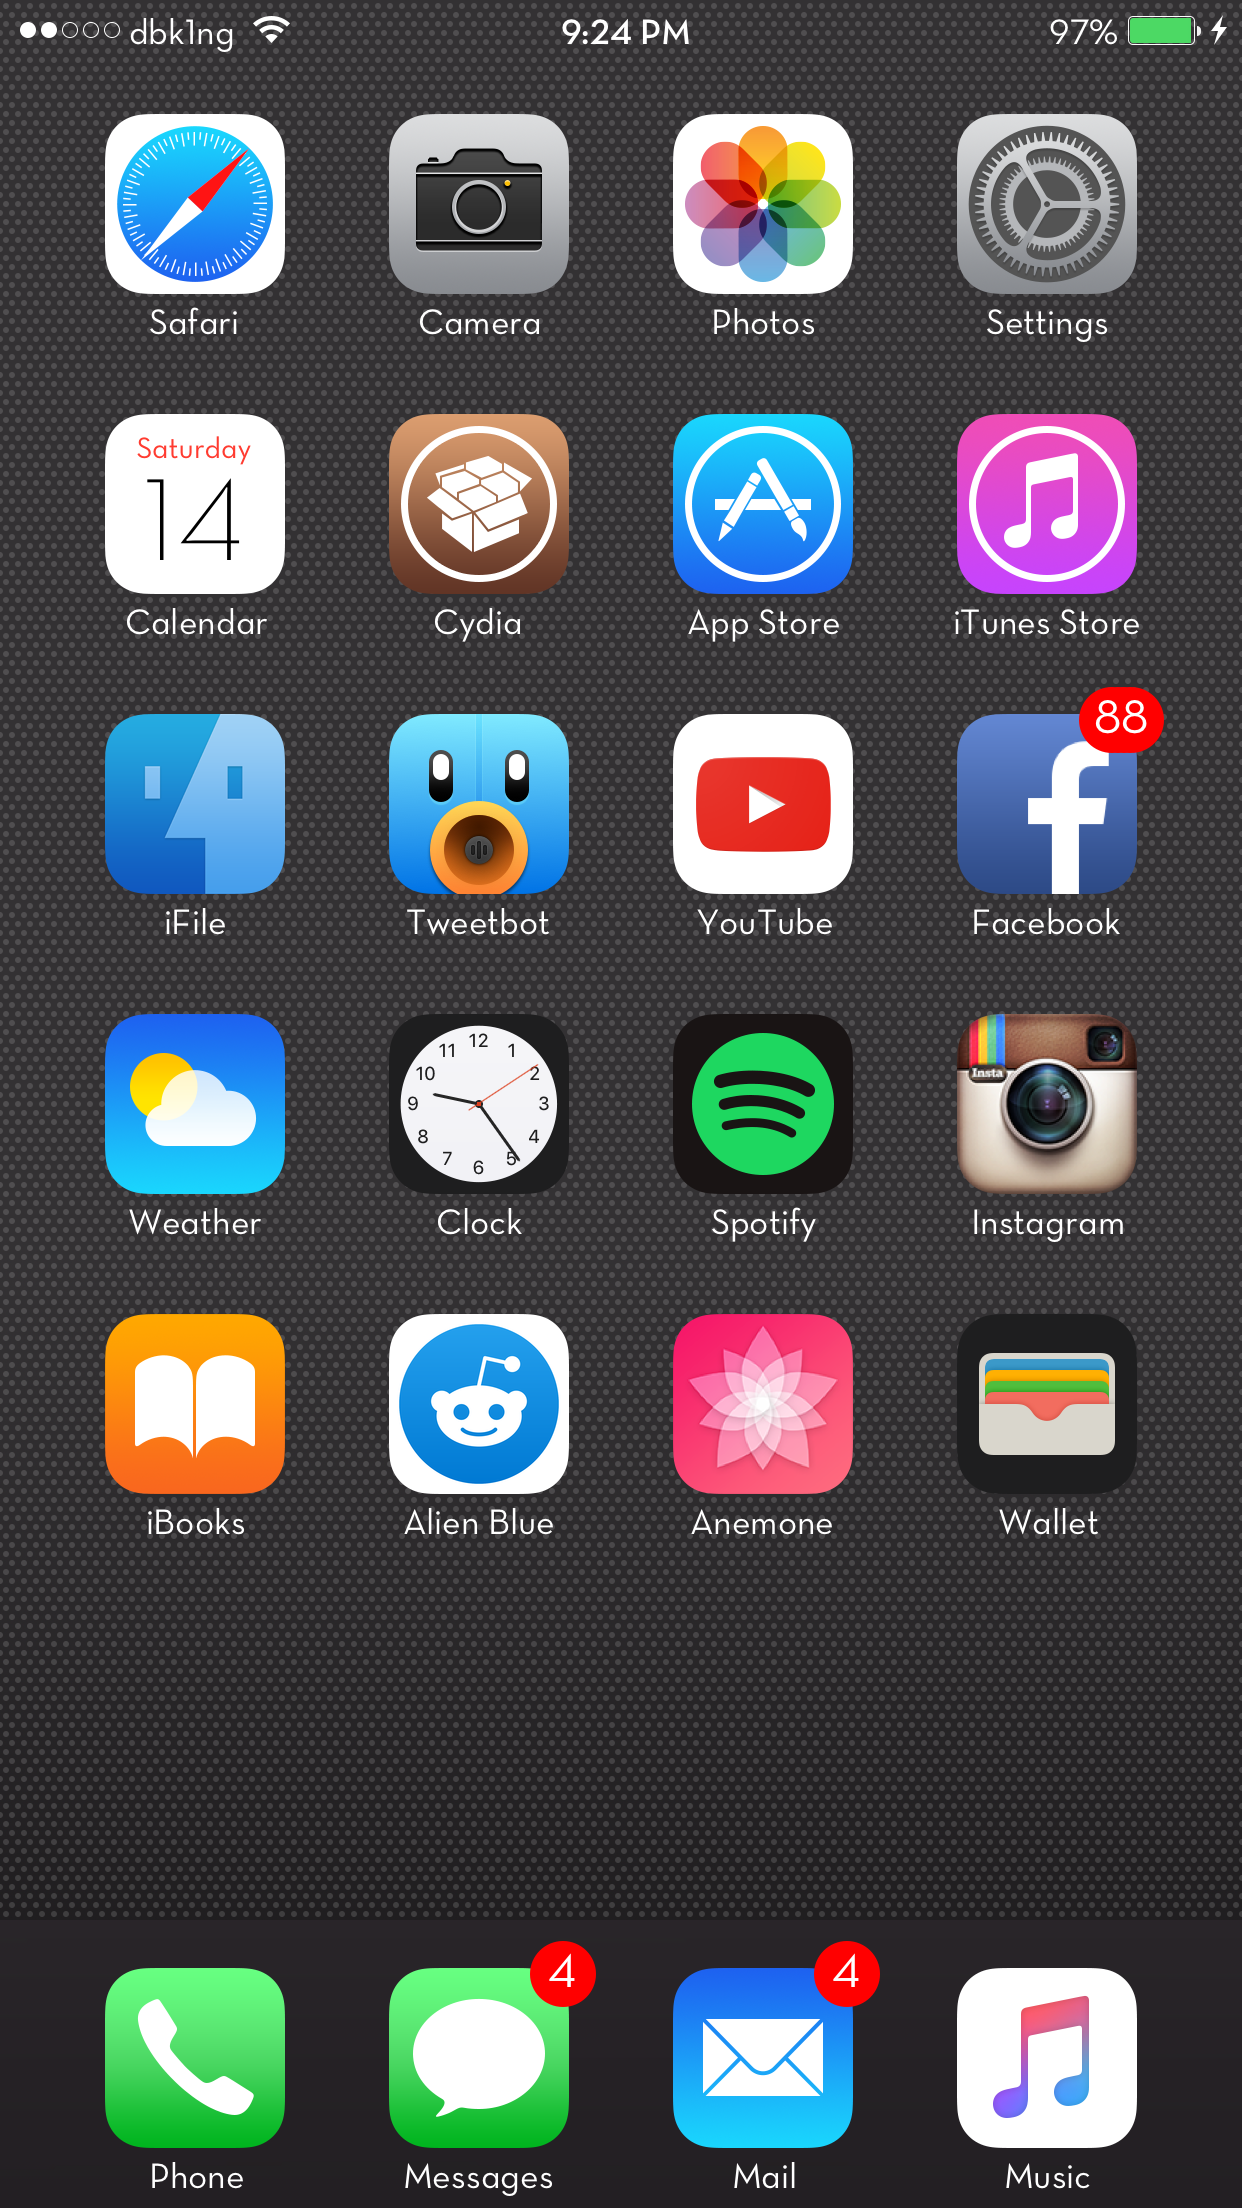 dbk1ng 9:24 PM 97%
Safari Camera Photos Settings
Saturday
14
Calendar Cydia App Store iTunes Store
88
iFile Tweetbot YouTube Facebook
12
11 1
10 2
9 3
8 4
7 5
6
Insta
Weather Clock Spotify Instagram
iBooks Alien Blue Anemone Wallet
4 4
Phone Messages Mail Music